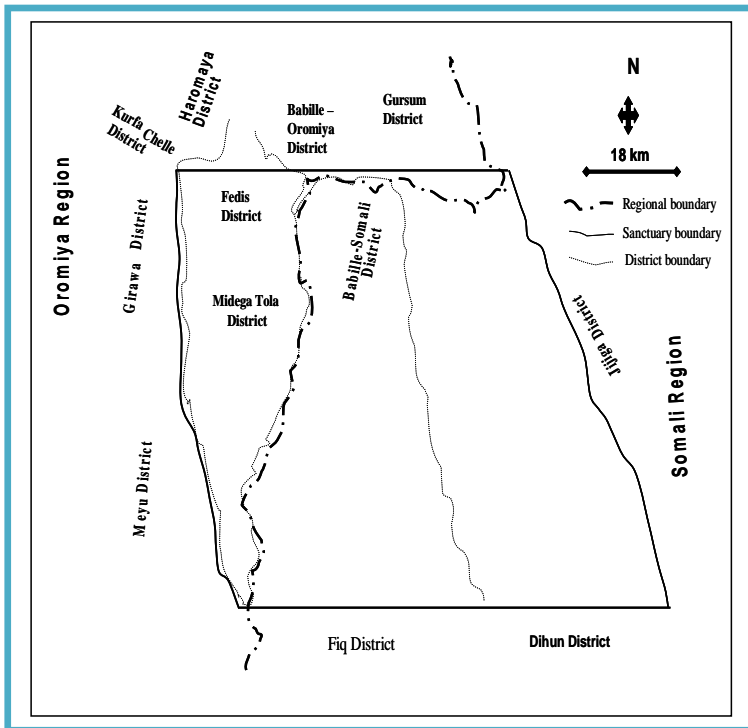 Haromaya
District
Kurfa Chelle
District
Babille –
Oromiya
District
Gursum
District
N
18 km
Regional boundary
Sanctuary boundary
District boundary
Oromiya Region
Girawa District
Fedis
District
Babille-Somali
District
Midega Tola
District
Jijiga District
Somali Region
Meyu District
Fiq District
Dihun District